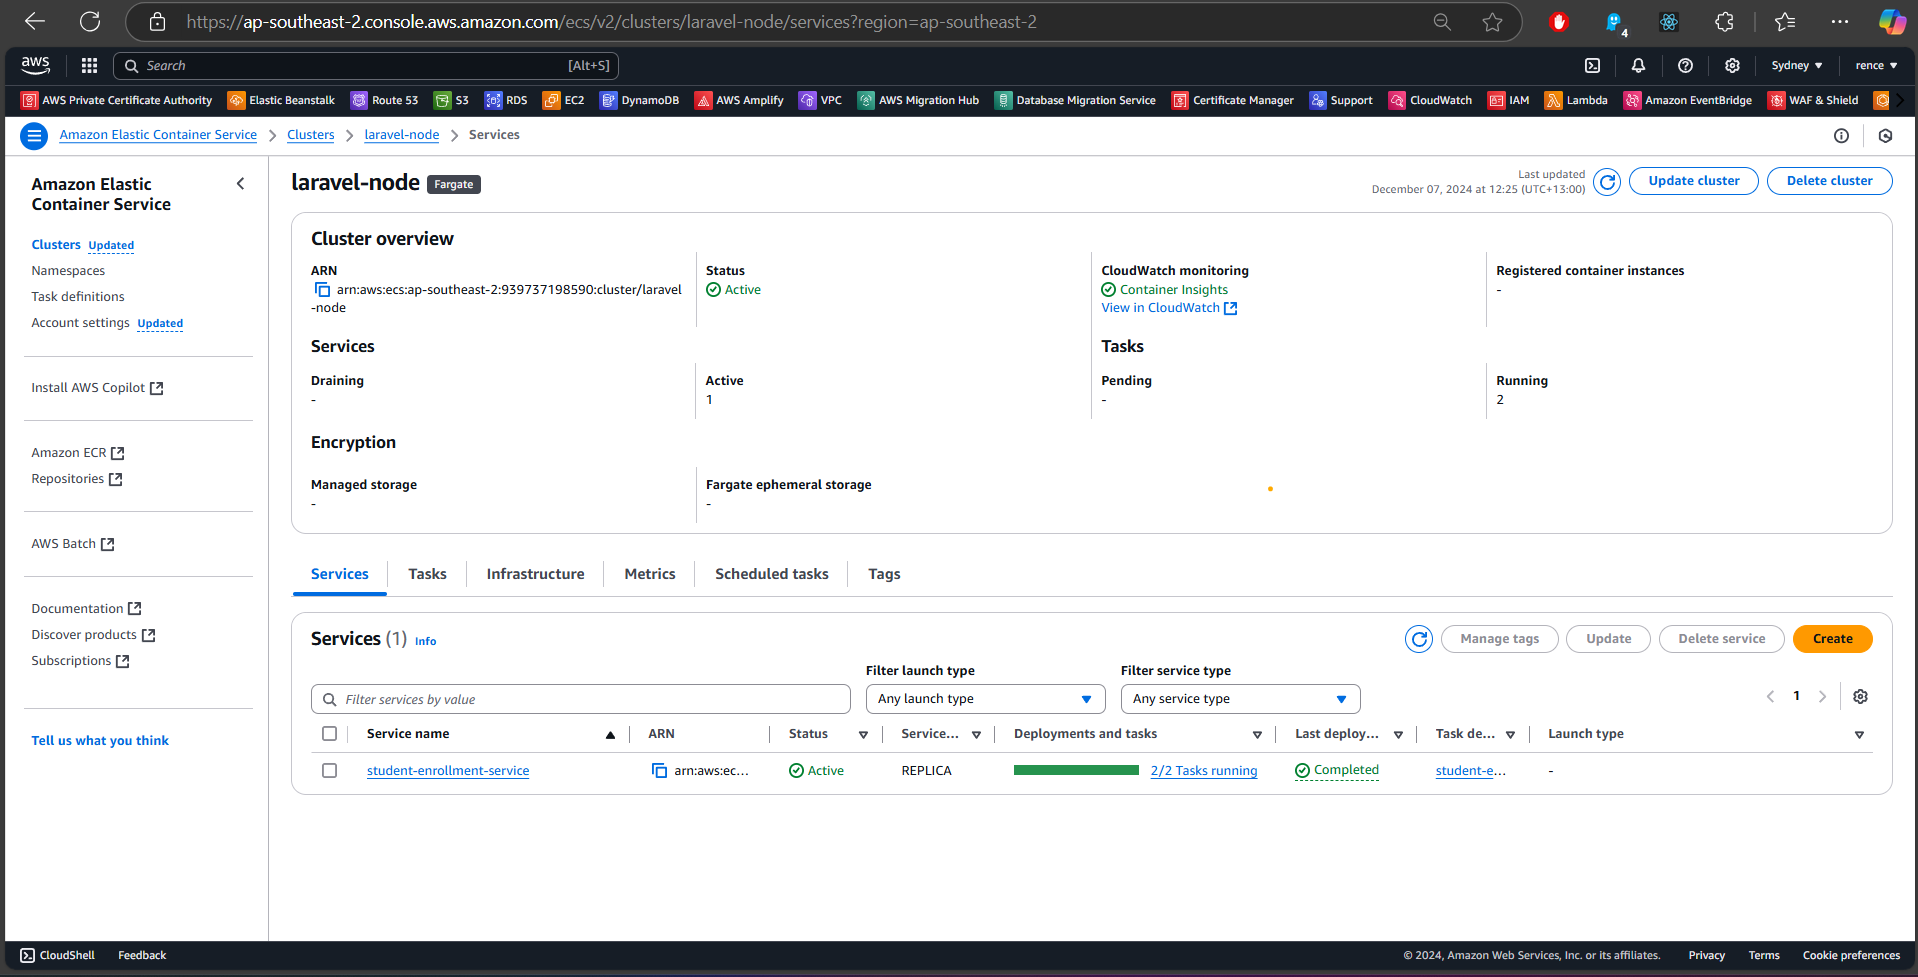 https://ap-southeast-2.console.aws.amazon.com/ecs/v2/clusters/laravel-node/services?region=ap-southeast-2
4
aws
Search
[Alt+S]
Sydney
rence
AWS Private Certificate Authority
Elastic Beanstalk
Route 53
S3
RDS
EC2
DynamoDB
AWS Amplify
VPC
AWS Migration Hub
Database Migration Service
Certificate Manager
Support
CloudWatch
IAM
Lambda
Amazon EventBridge
WAF & Shield
Amazon Elastic Container Service
Clusters
laravel-node
Services
Amazon Elastic
Container Service
Clusters Updated
Namespaces
Task definitions
Account settings Updated
Install AWS Copilot
Amazon ECR
Repositories
AWS Batch
Documentation
Discover products
Subscriptions
Tell us what you think
laravel-node Fargate
Last updated
December 07, 2024 at 12:25 (UTC+13:00)
Update cluster
Delete cluster
Cluster overview
ARN
arn:aws:ecs:ap-southeast-2:939737198590:cluster/laravel
-node
Status
Active
CloudWatch monitoring
Container Insights
View in CloudWatch
Registered container instances
-
Services
Draining
-
Active
1
Tasks
Pending
-
Running
2
Encryption
Managed storage
-
Fargate ephemeral storage
-
Services
Tasks
Infrastructure
Metrics
Scheduled tasks
Tags
Services (1) Info
Manage tags
Update
Delete service
Create
Filter services by value
Filter launch type
Any launch type
Filter service type
Any service type
1
Service name
ARN
Status
Service...
Deployments and tasks
Last deploy...
Task de...
Launch type
student-enrollment-service
arn:aws:ec...
Active
REPLICA
2/2 Tasks running
Completed
student-e...
-
CloudShell
Feedback
© 2024, Amazon Web Services, Inc. or its affiliates.
Privacy
Terms
Cookie preferences